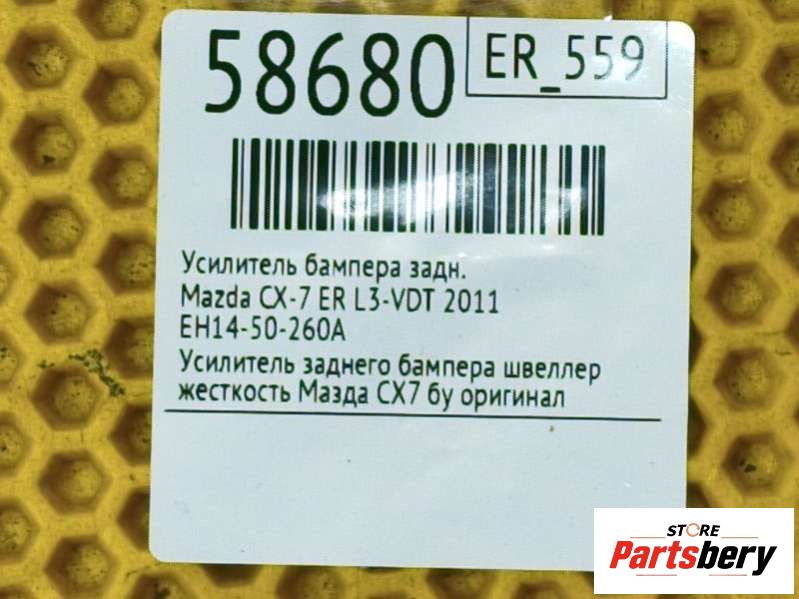 58680
ER_559
Усилитель бампера задн.
Mazda CX-7 ER L3-VDT 2011
EH14-50-260A
Усилитель заднего бампера швеллер
жесткость Мазда СХ7 бу оригинал
STORE
Partsbery